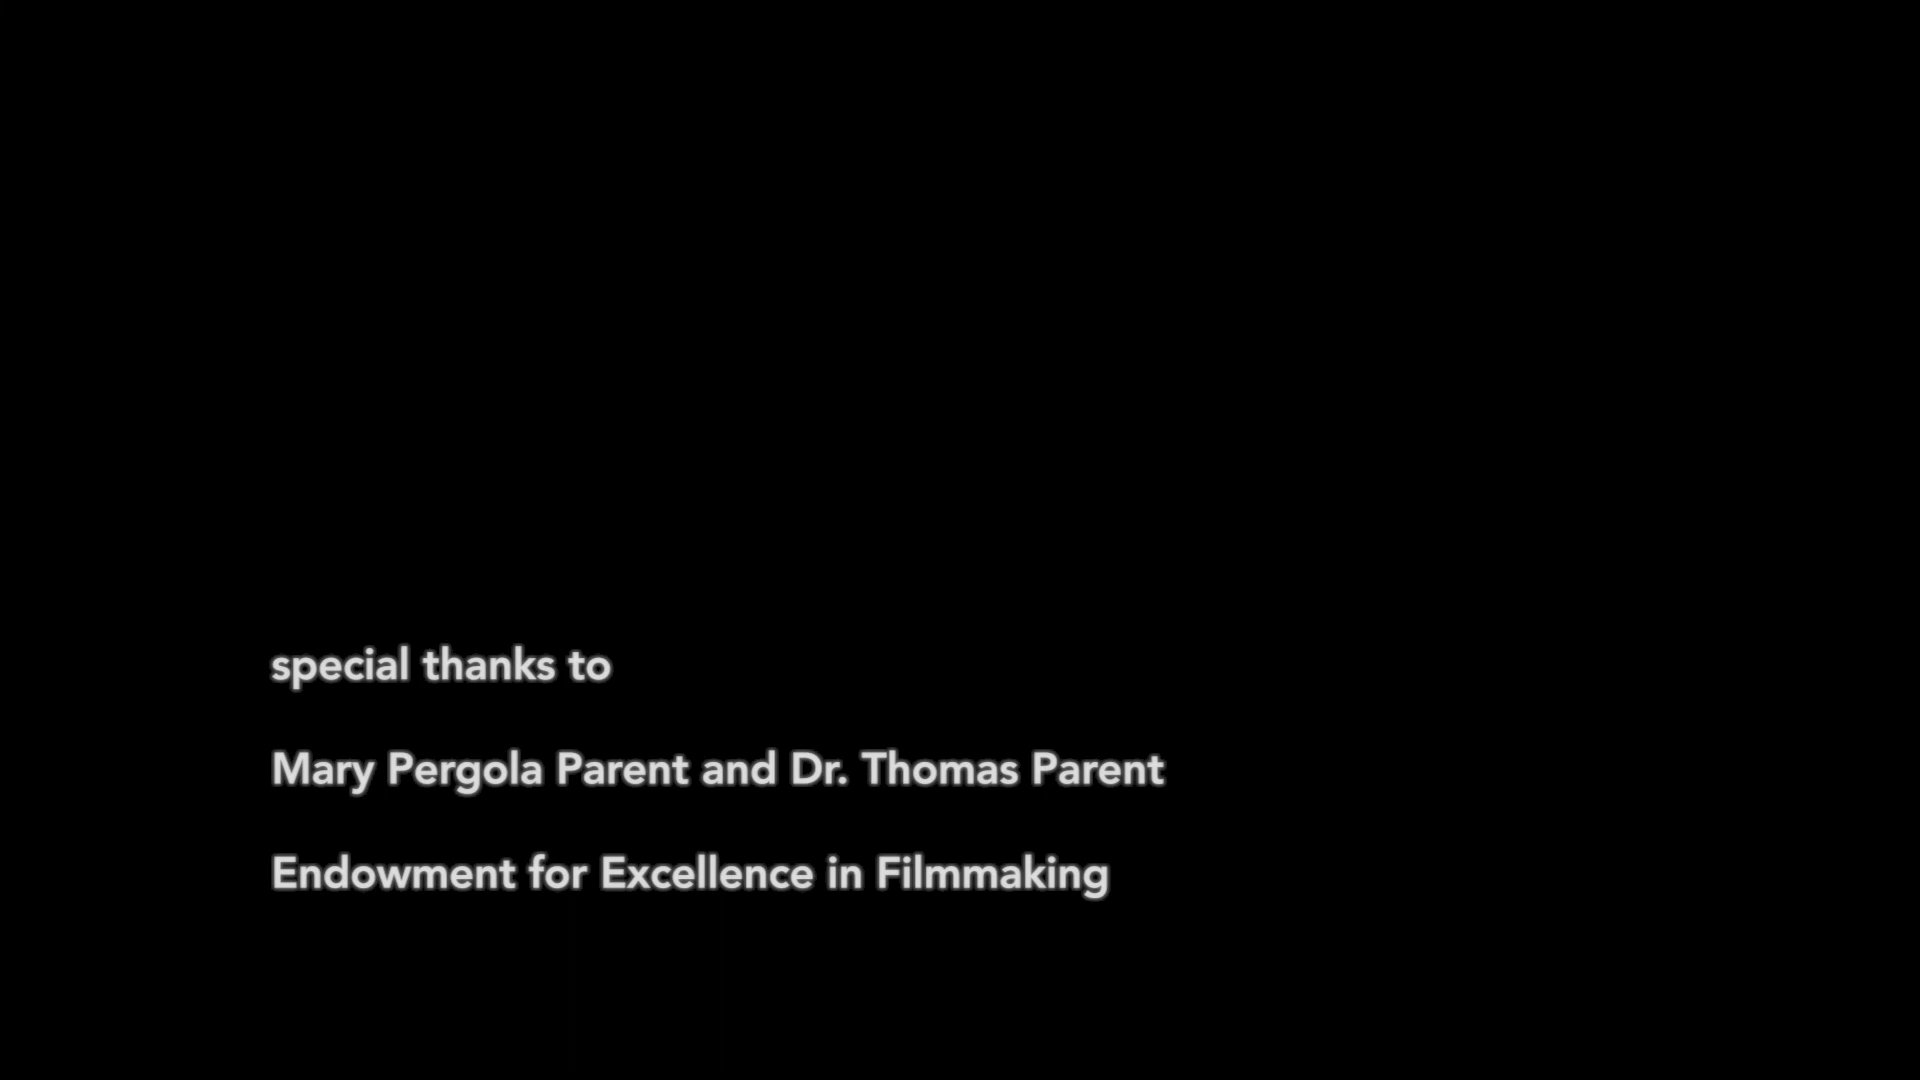 special thanks to
Mary Pergola Parent and Dr. Thomas Parent
Endowment for Excellence in Filmmaking